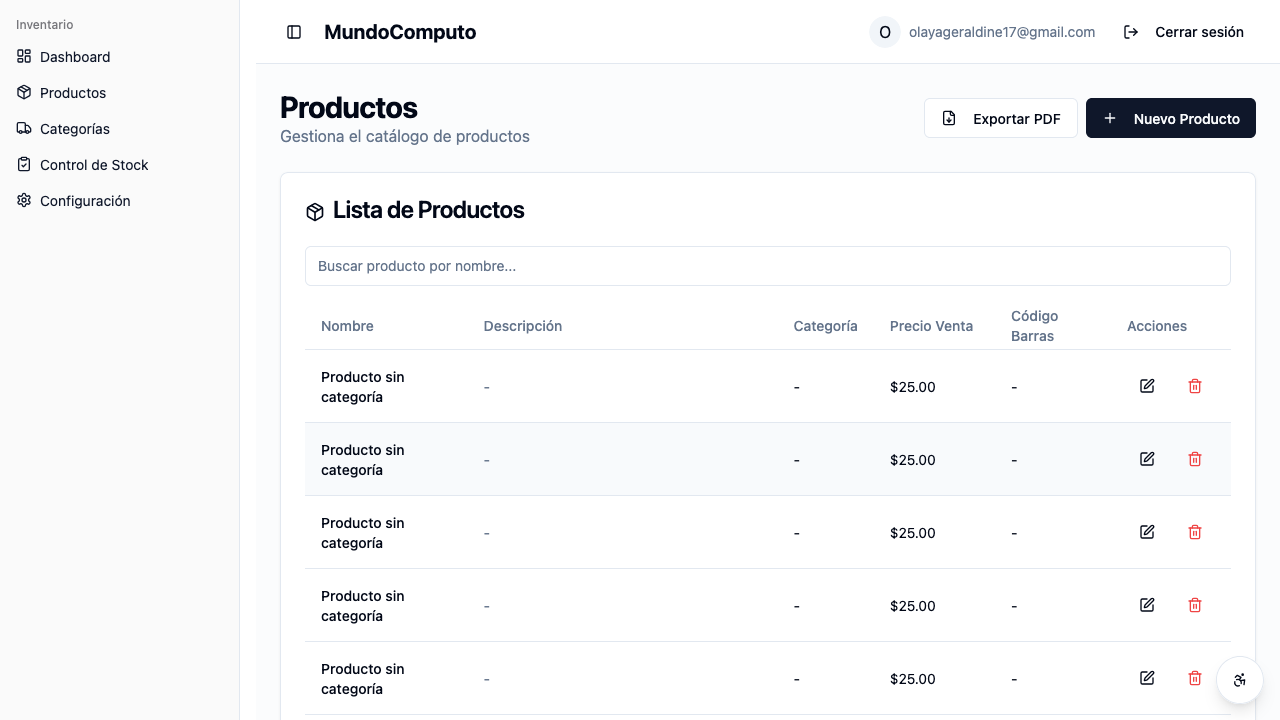 Inventario
Dashboard
Productos
Categorías
Control de Stock
Configuración
MundoComputo
O
olayageraldine17@gmail.com
Cerrar sesión
Productos
Gestiona el catálogo de productos
Exportar PDF
Nuevo Producto
Lista de Productos
Buscar producto por nombre...
Nombre Descripción Categoría Precio Venta Código Barras Acciones
Producto sin
categoría
- - $25.00 -
Producto sin
categoría
- - $25.00 -
Producto sin
categoría
- - $25.00 -
Producto sin
categoría
- - $25.00 -
Producto sin
categoría
- - $25.00 -